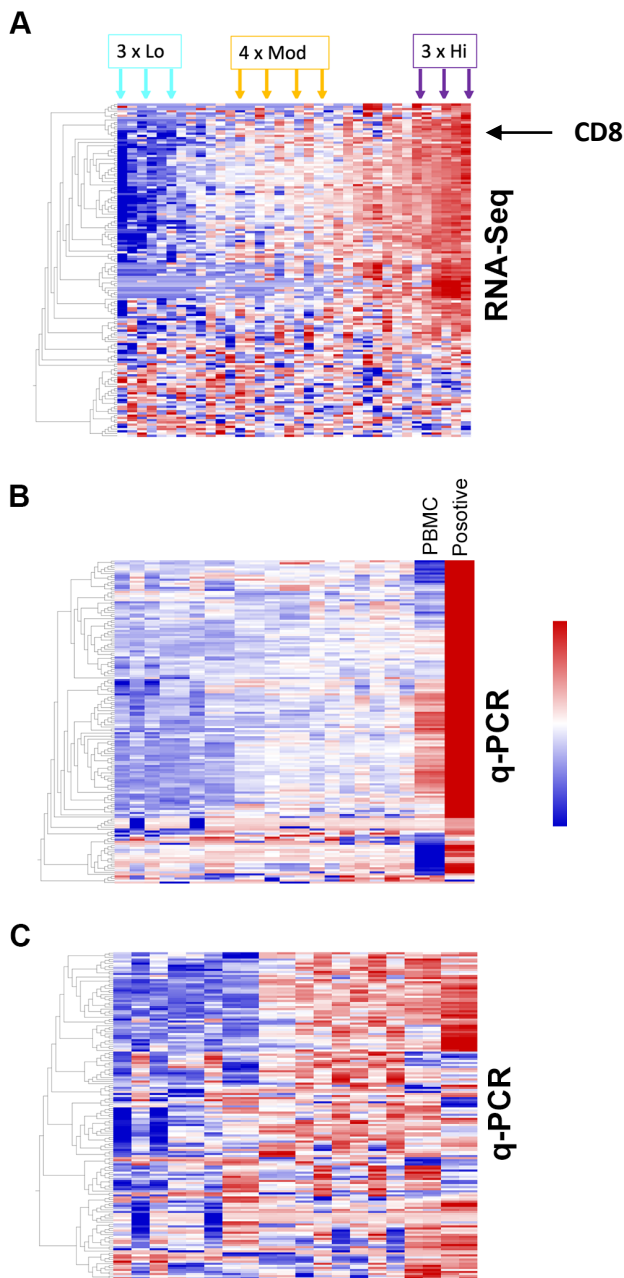 A
3 x Lo
4 x Mod
3 x Hi
CD8
RNA-Seq
B
PBMC
Posotive
q-PCR
C
q-PCR